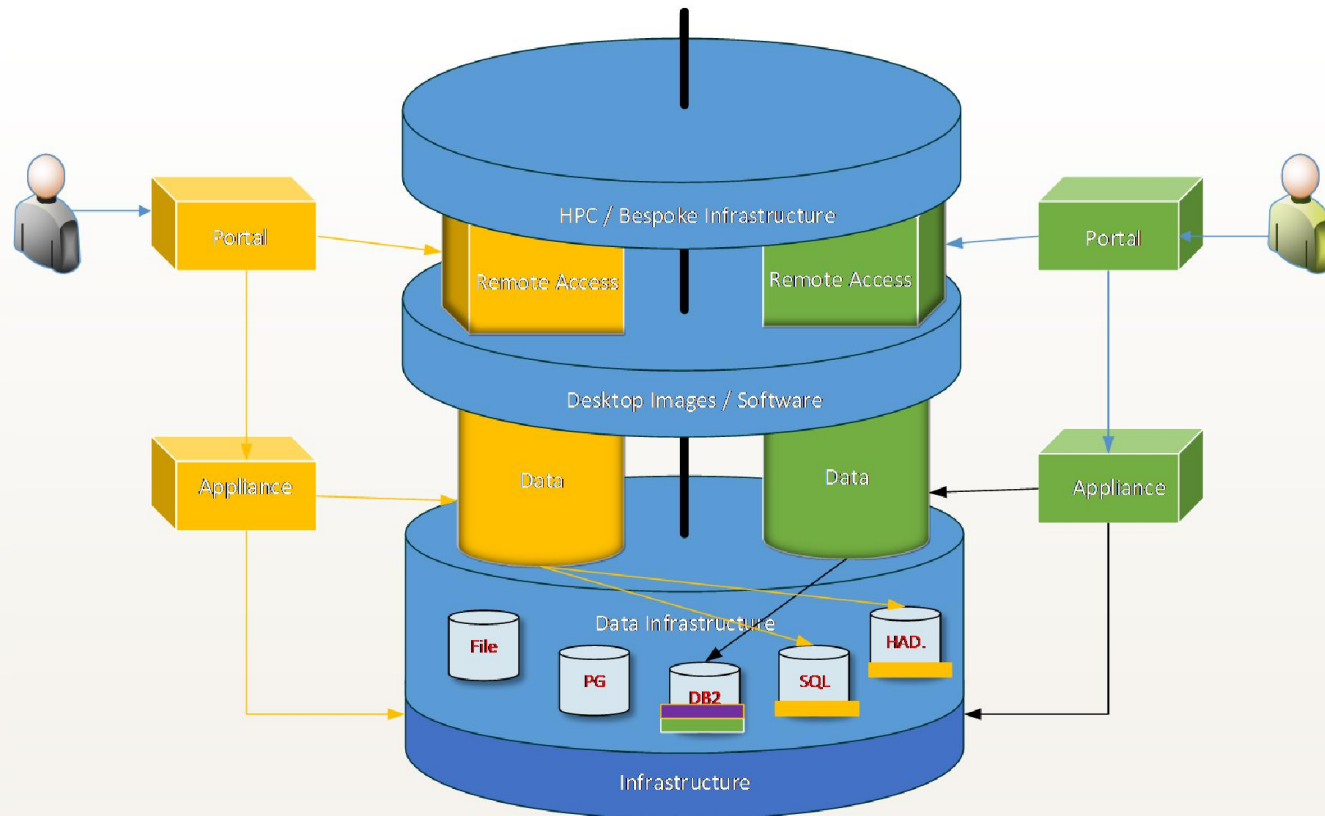 HPC / Bespoke Infrastructure
Portal
Portal
Remote Access
Remote Access
Desktop Images / Software
Appliance
Data
Data
Appliance
Data Infrastructure
File
PG
DB2
SQL
HAD.
Infrastructure